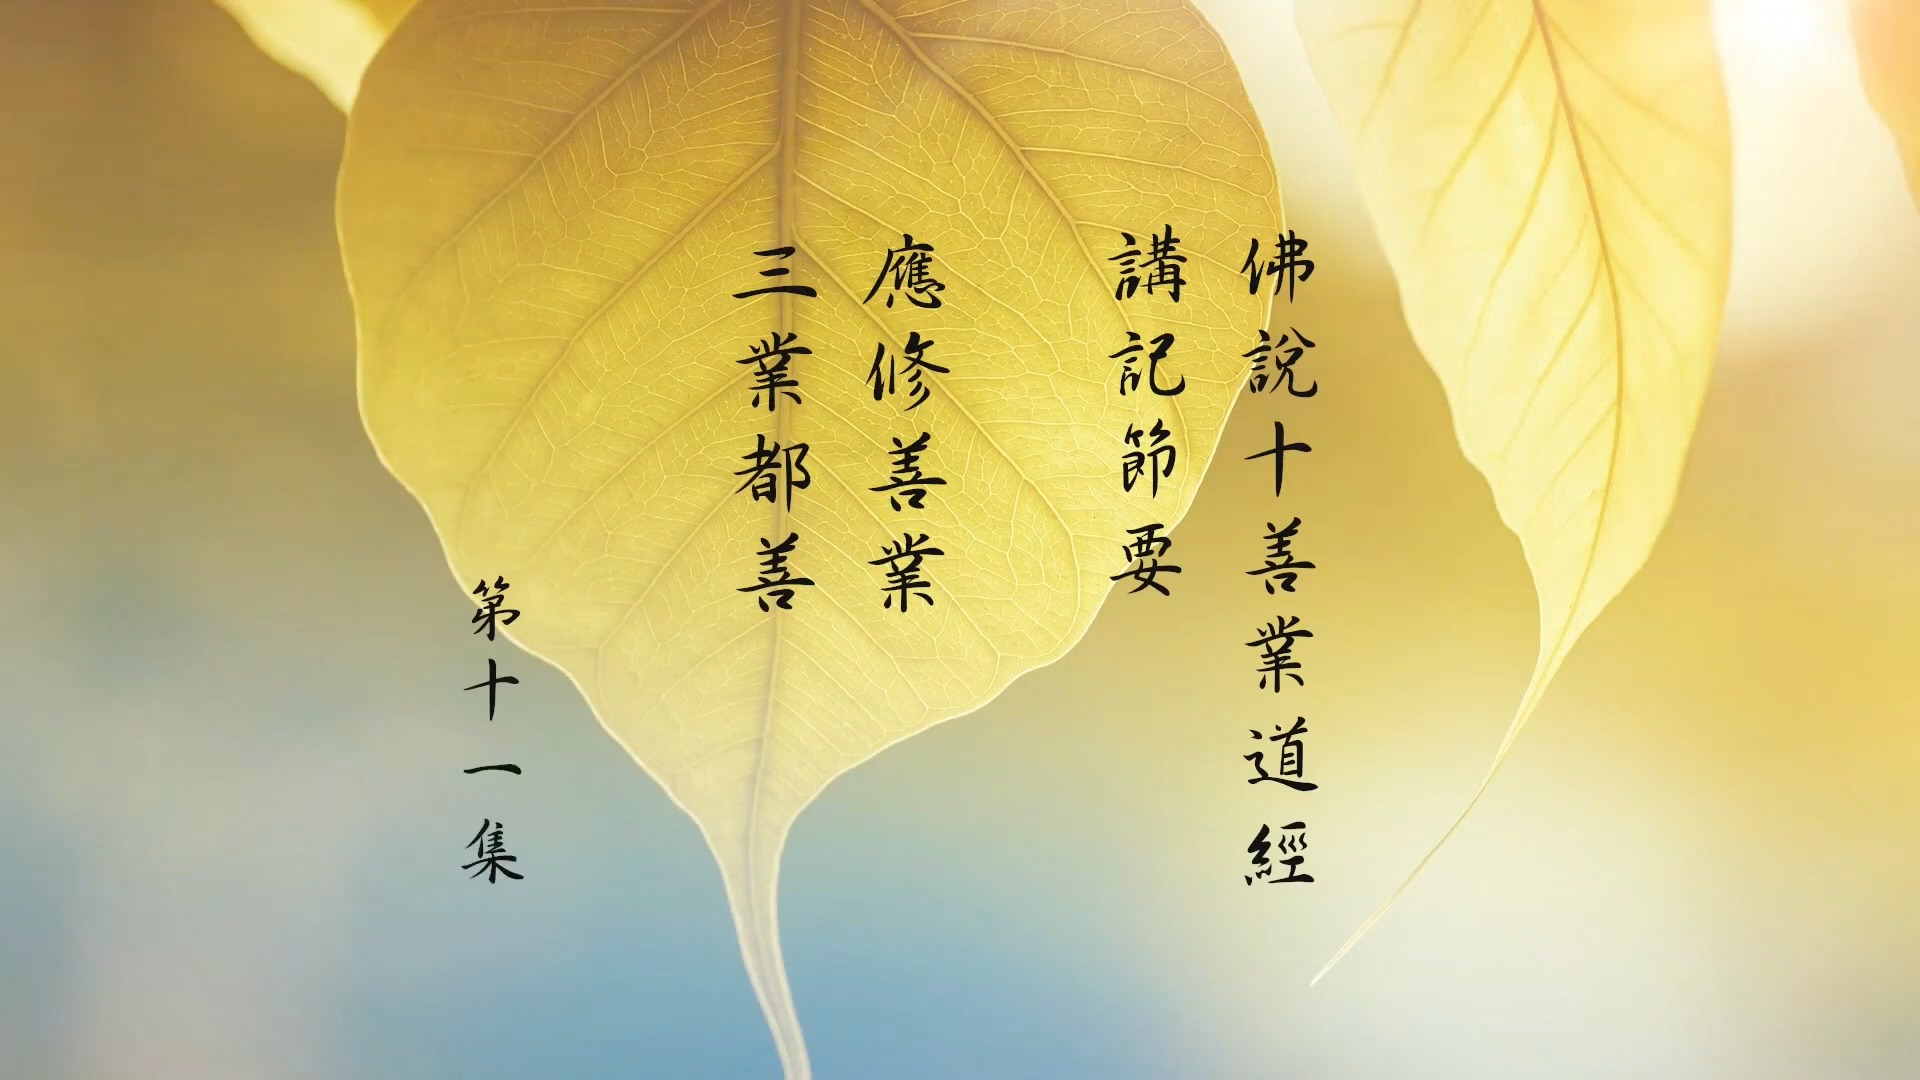 佛說十善業道經
講記節要
應修善業
三業都善
第十一集